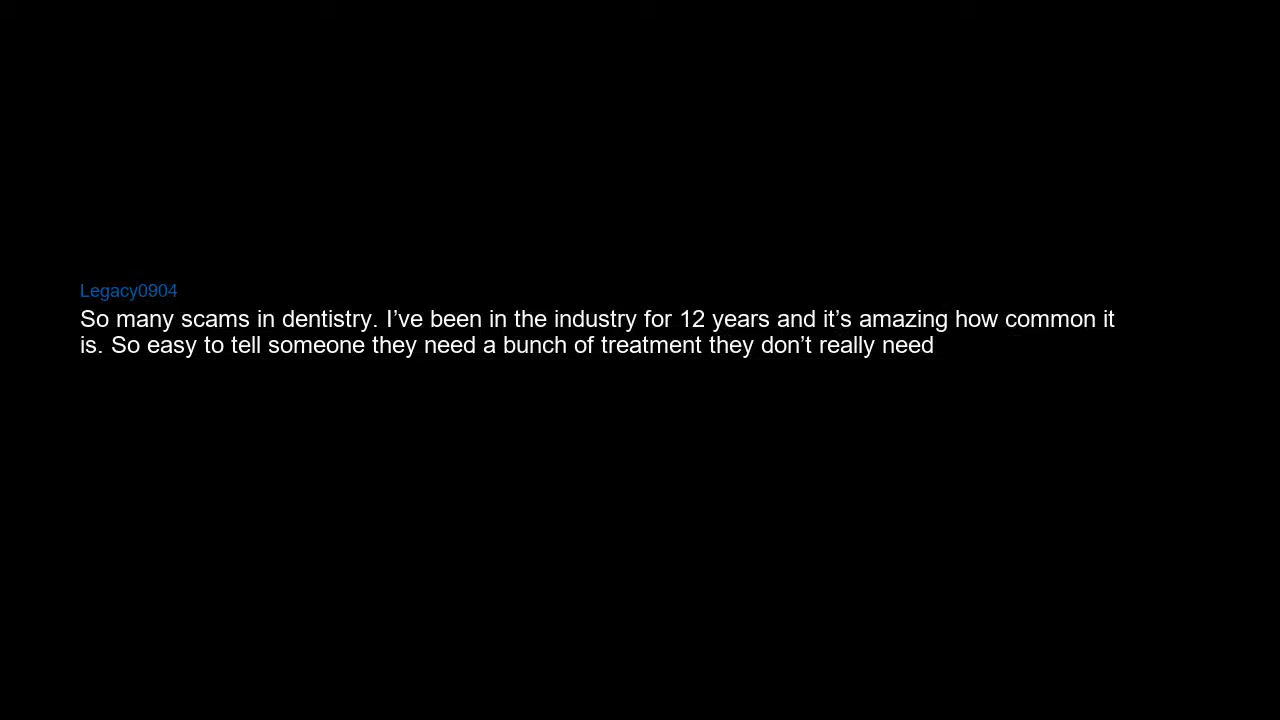 Legacy0904
So many scams in dentistry. I’ve been in the industry for 12 years and it’s amazing how common it
is. So easy to tell someone they need a bunch of treatment they don’t really need